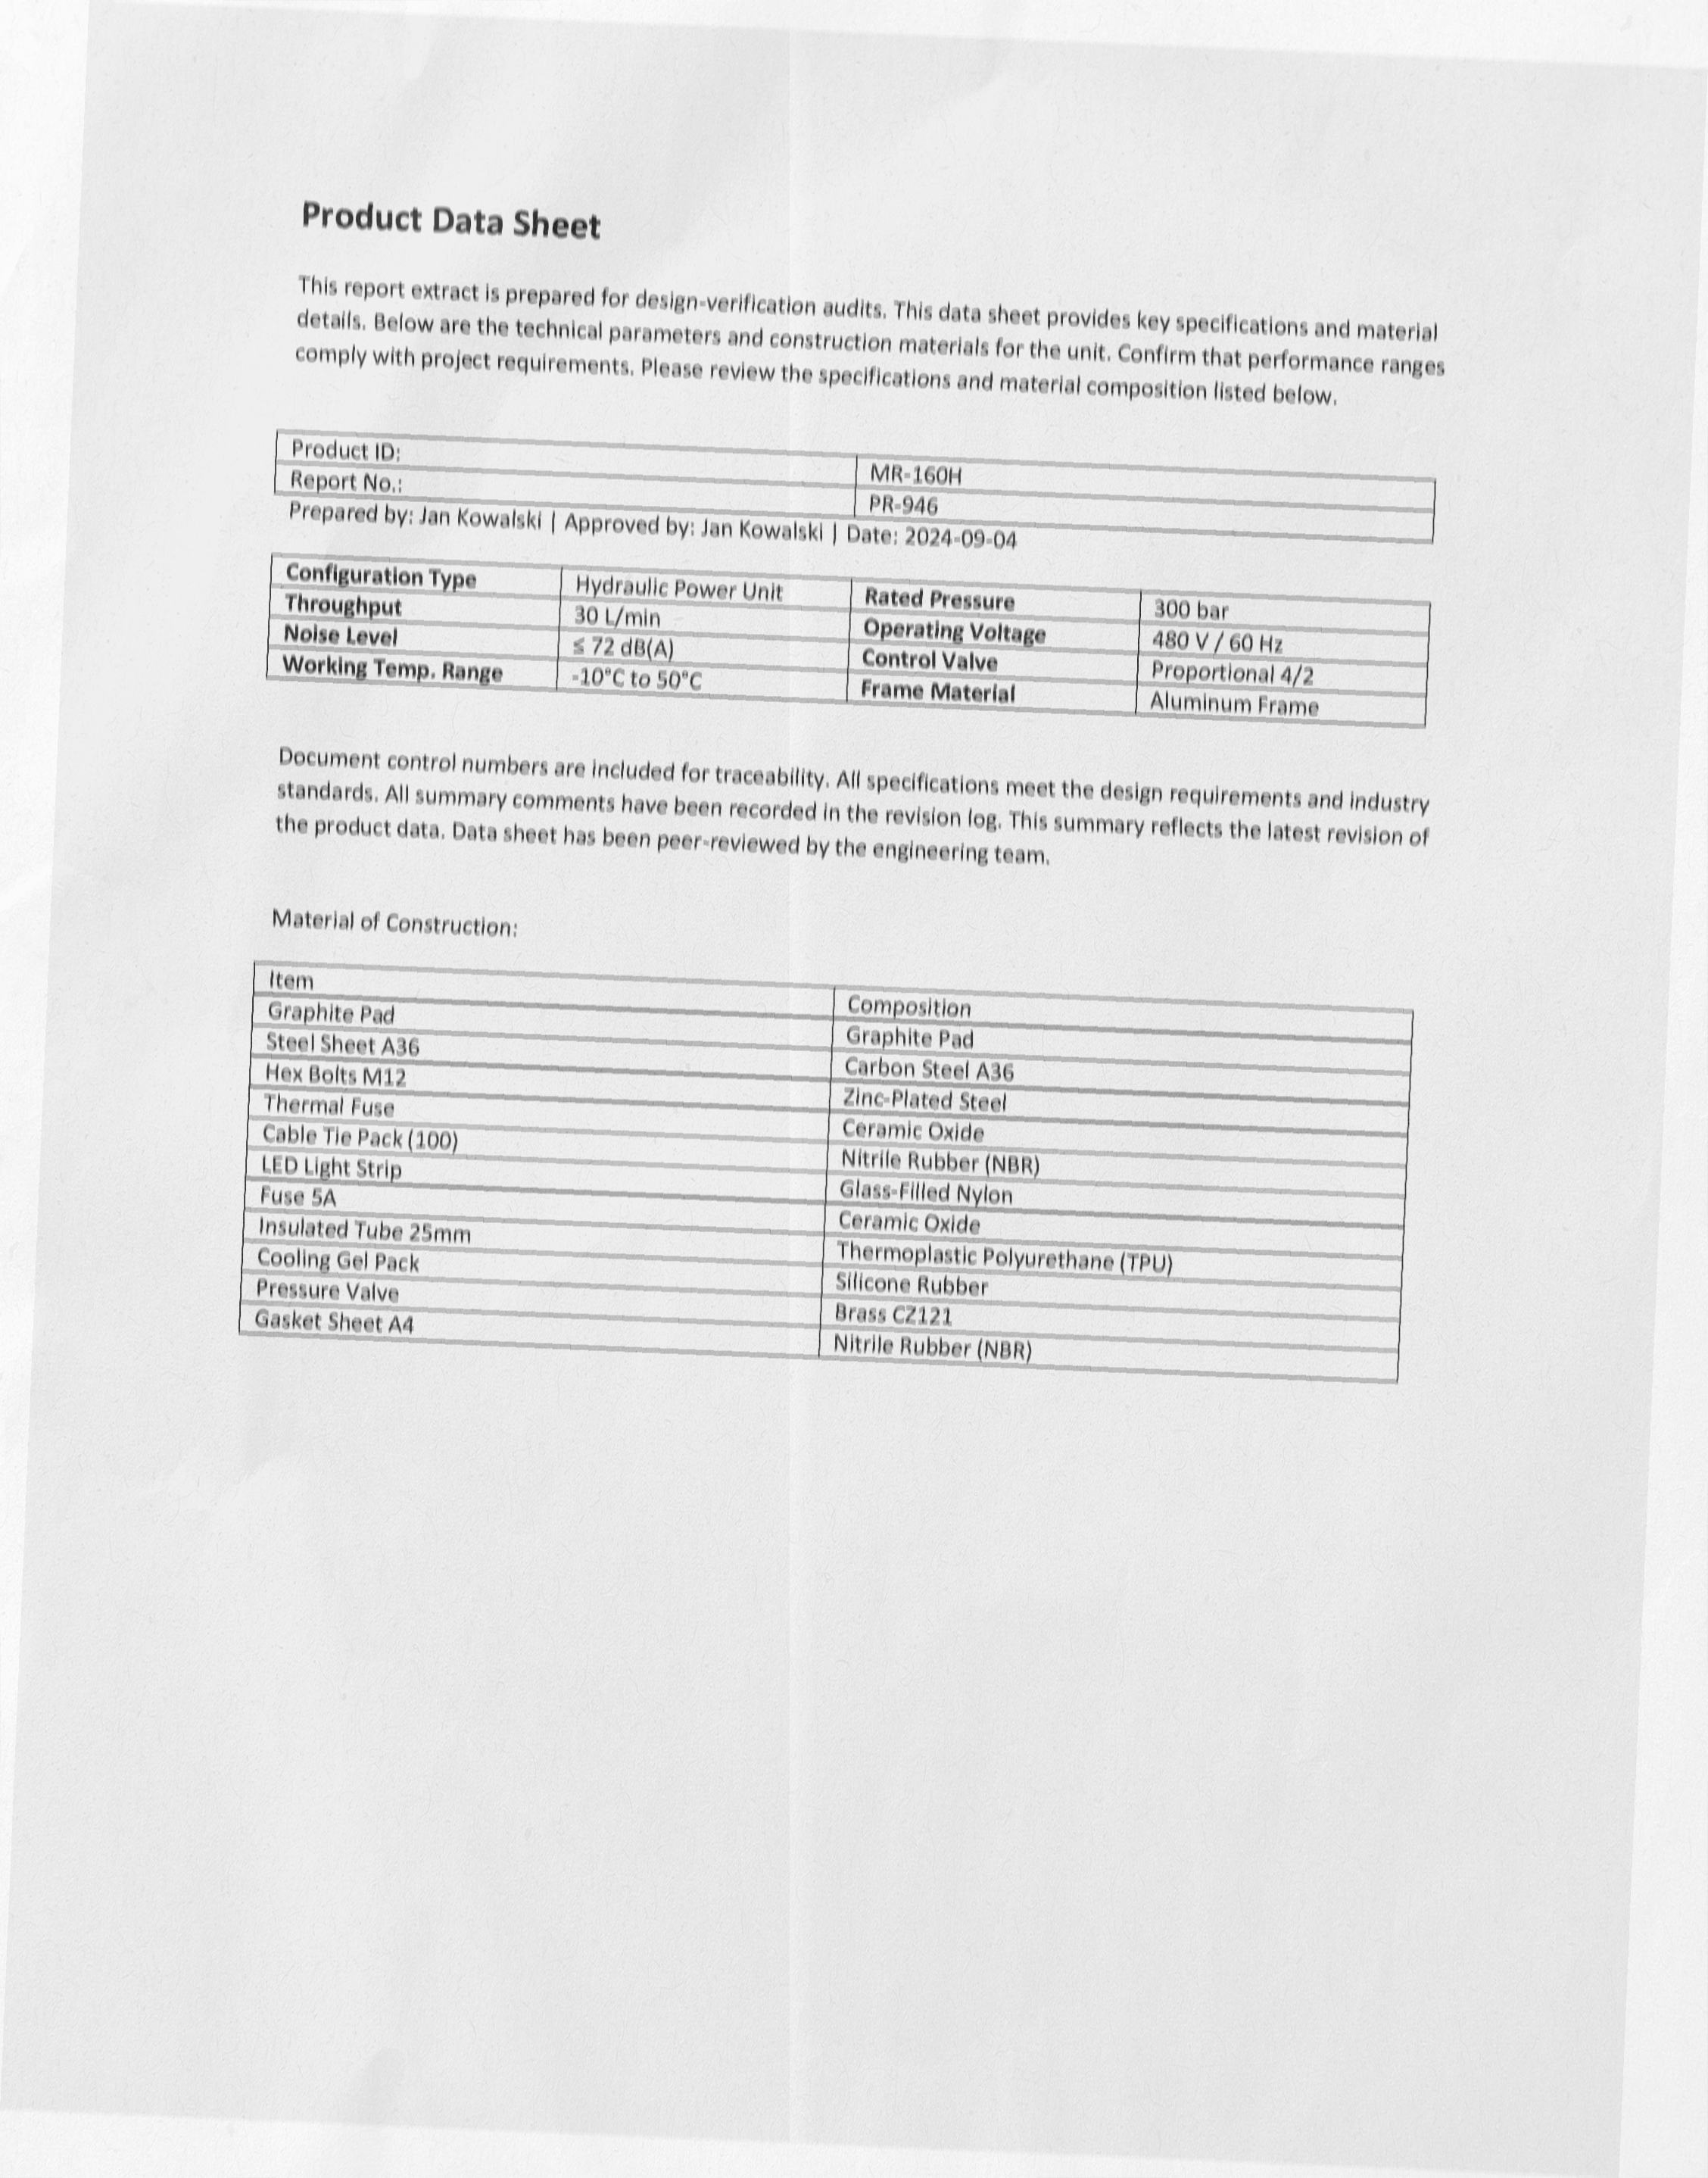 Product Data Sheet
This report extract is prepared for design-verification audits. This data sheet provides key specifications and material
details. Below are the technical parameters and construction materials for the unit. Confirm that performance ranges
comply with project requirements. Please review the specifications and material composition listed below.
Product ID: MR-160H
Report No.: PR-946
Prepared by: Jan Kowalski | Approved by: Jan Kowalski | Date: 2024-09-04
Configuration Type Hydraulic Power Unit Rated Pressure 300 bar
Throughput 30 L/min Operating Voltage 480 V / 60 Hz
Noise Level ≤ 72 dB(A) Control Valve Proportional 4/2
Working Temp. Range -10°C to 50°C Frame Material Aluminum Frame
Document control numbers are included for traceability. All specifications meet the design requirements and industry
standards. All summary comments have been recorded in the revision log. This summary reflects the latest revision of
the product data. Data sheet has been peer-reviewed by the engineering team.
Material of Construction:
Item Composition
Graphite Pad Graphite Pad
Steel Sheet A36 Carbon Steel A36
Hex Bolts M12 Zinc-Plated Steel
Thermal Fuse Ceramic Oxide
Cable Tie Pack (100) Nitrile Rubber (NBR)
LED Light Strip Glass-Filled Nylon
Fuse 5A Ceramic Oxide
Insulated Tube 25mm Thermoplastic Polyurethane (TPU)
Cooling Gel Pack Silicone Rubber
Pressure Valve Brass CZ121
Gasket Sheet A4 Nitrile Rubber (NBR)